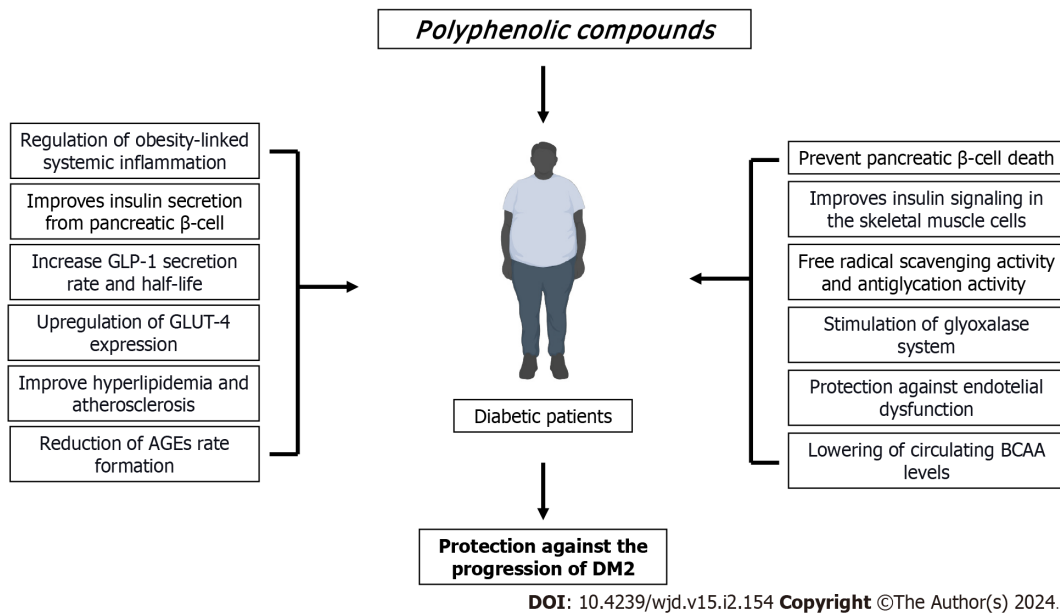 Polyphenolic compounds
Regulation of obesity-linked
systemic inflammation
Improves insulin secretion
from pancreatic β-cell
Increase GLP-1 secretion
rate and half-life
Upregulation of GLUT-4
expression
Improve hyperlipidemia and
atherosclerosis
Reduction of AGEs rate
formation
Prevent pancreatic β-cell death
Improves insulin signaling in
the skeletal muscle cells
Free radical scavenging activity
and antiglycation activity
Stimulation of glyoxalase
system
Protection against endotelial
dysfunction
Lowering of circulating BCAA
levels
Diabetic patients
Protection against the
progression of DM2
DOI: 10.4239/wjd.v15.i2.154 Copyright ©The Author(s) 2024.